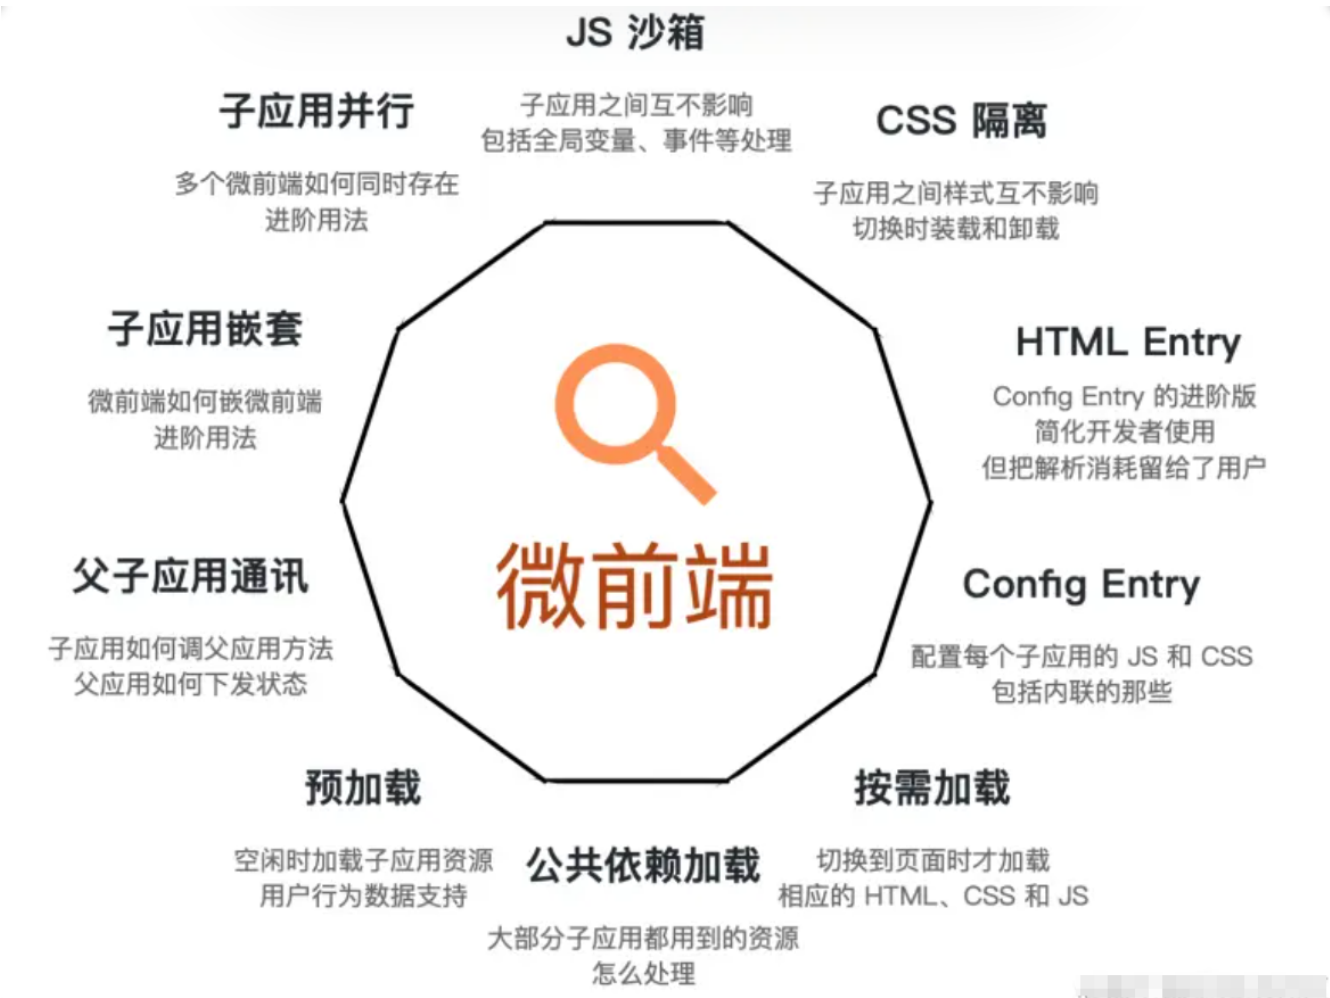 JS 沙箱
子应用之间互不影响
包括全局变量、事件等处理
CSS 隔离
子应用之间样式互不影响
切换时装载和卸载
HTML Entry
Config Entry 的进阶版
简化开发者使用
但把解析消耗留给了用户
Config Entry
配置每个子应用的 JS 和 CSS
包括内联的那些
按需加载
切换到页面时才加载
相应的 HTML、CSS 和 JS
公共依赖加载
大部分子应用都用到的资源
怎么处理
预加载
空闲时加载子应用资源
用户行为数据支持
父子应用通讯
子应用如何调父应用方法
父应用如何下发状态
子应用嵌套
微前端如何嵌微前端
进阶用法
子应用并行
多个微前端如何同时存在
进阶用法
微前端